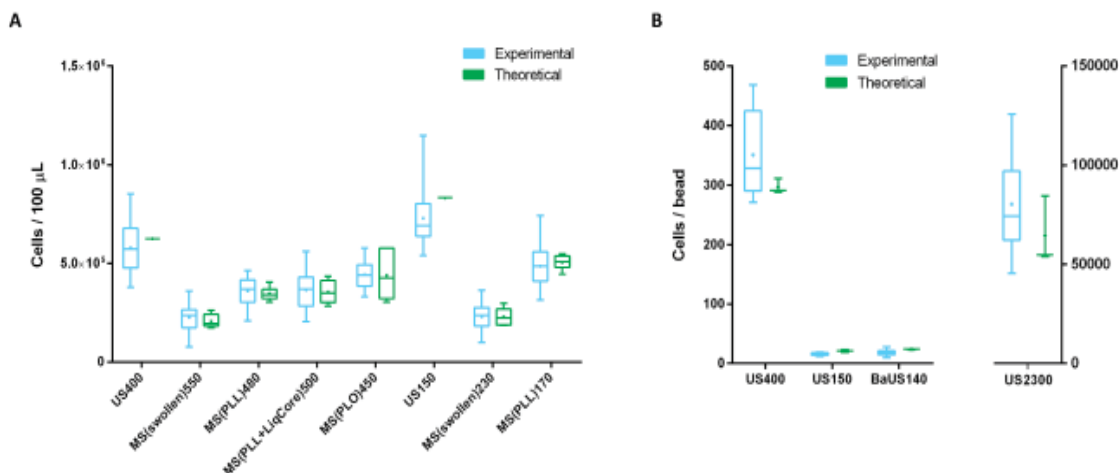 A
Experimental
Theoretical
Cells / 100 µL
1.5×10⁶
1.0×10⁶
5.0×10⁵
0
US400
MS(swollen)550
MS(PLL)480
MS(PLL+LiqCore)500
MS(PLO)450
US150
MS(swollen)230
MS(PLL)170
B
Experimental
Theoretical
Cells / bead
500
400
300
200
100
0
150000
100000
50000
0
US400
US150
BaUS140
US2300